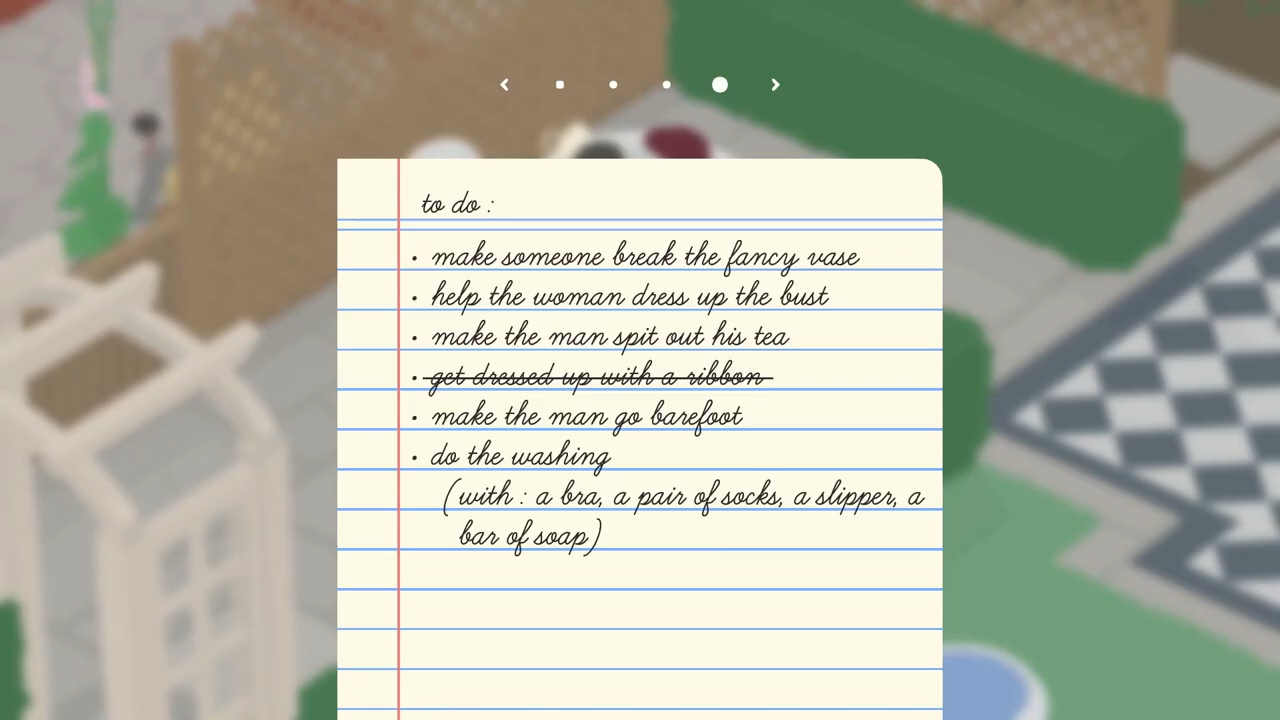 to do :
• make someone break the fancy vase
• help the woman dress up the bust
• make the man spit out his tea
• get dressed up with a ribbon
• make the man go barefoot
• do the washing
(with : a bra, a pair of socks, a slipper, a
bar of soap)